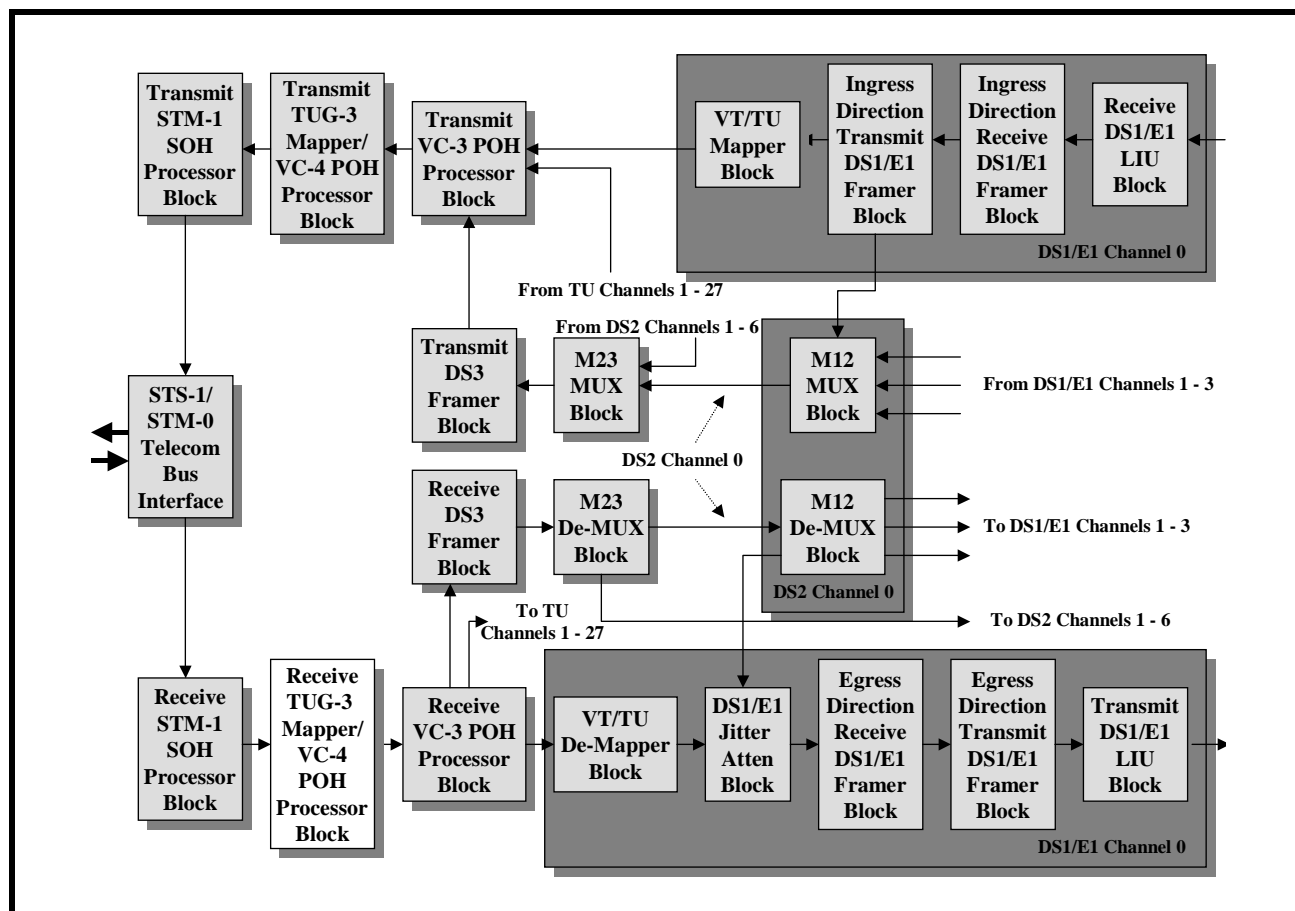 Transmit
STM-1
SOH
Processor
Block
Transmit
TUG-3
Mapper/
VC-4 POH
Processor
Block
Transmit
VC-3 POH
Processor
Block
VT/TU
Mapper
Block
Ingress
Direction
Transmit
DS1/E1
Framer
Block
Ingress
Direction
Receive
DS1/E1
Framer
Block
Receive
DS1/E1
LIU
Block
DS1/E1 Channel 0
From TU Channels 1 - 27
From DS2 Channels 1 - 6
Transmit
DS3
Framer
Block
M23
MUX
Block
M12
MUX
Block
From DS1/E1 Channels 1 - 3
STS-1/
STM-0
Telecom
Bus
Interface
DS2 Channel 0
Receive
DS3
Framer
Block
M23
De-MUX
Block
M12
De-MUX
Block
To DS1/E1 Channels 1 - 3
DS2 Channel 0
To TU
Channels 1 - 27
To DS2 Channels 1 - 6
Receive
STM-1
SOH
Processor
Block
Receive
TUG-3
Mapper/
VC-4
POH
Processor
Block
Receive
VC-3 POH
Processor
Block
VT/TU
De-Mapper
Block
DS1/E1
Jitter
Atten
Block
Egress
Direction
Receive
DS1/E1
Framer
Block
Egress
Direction
Transmit
DS1/E1
Framer
Block
Transmit
DS1/E1
LIU
Block
DS1/E1 Channel 0